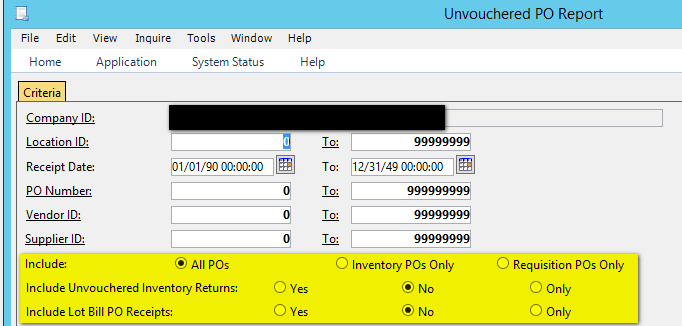 Unvouchered PO Report
File Edit View Inquire Tools Window Help
Home Application System Status Help
Criteria
Company ID:
Location ID: 0 To: 99999999
Receipt Date: 01/01/90 00:00:00 To: 12/31/49 00:00:00
PO Number: 0 To: 999999999
Vendor ID: 0 To: 99999999
Supplier ID: 0 To: 99999999
Include: All POs Inventory POs Only Requisition POs Only
Include Unvouchered Inventory Returns: Yes No Only
Include Lot Bill PO Receipts: Yes No Only